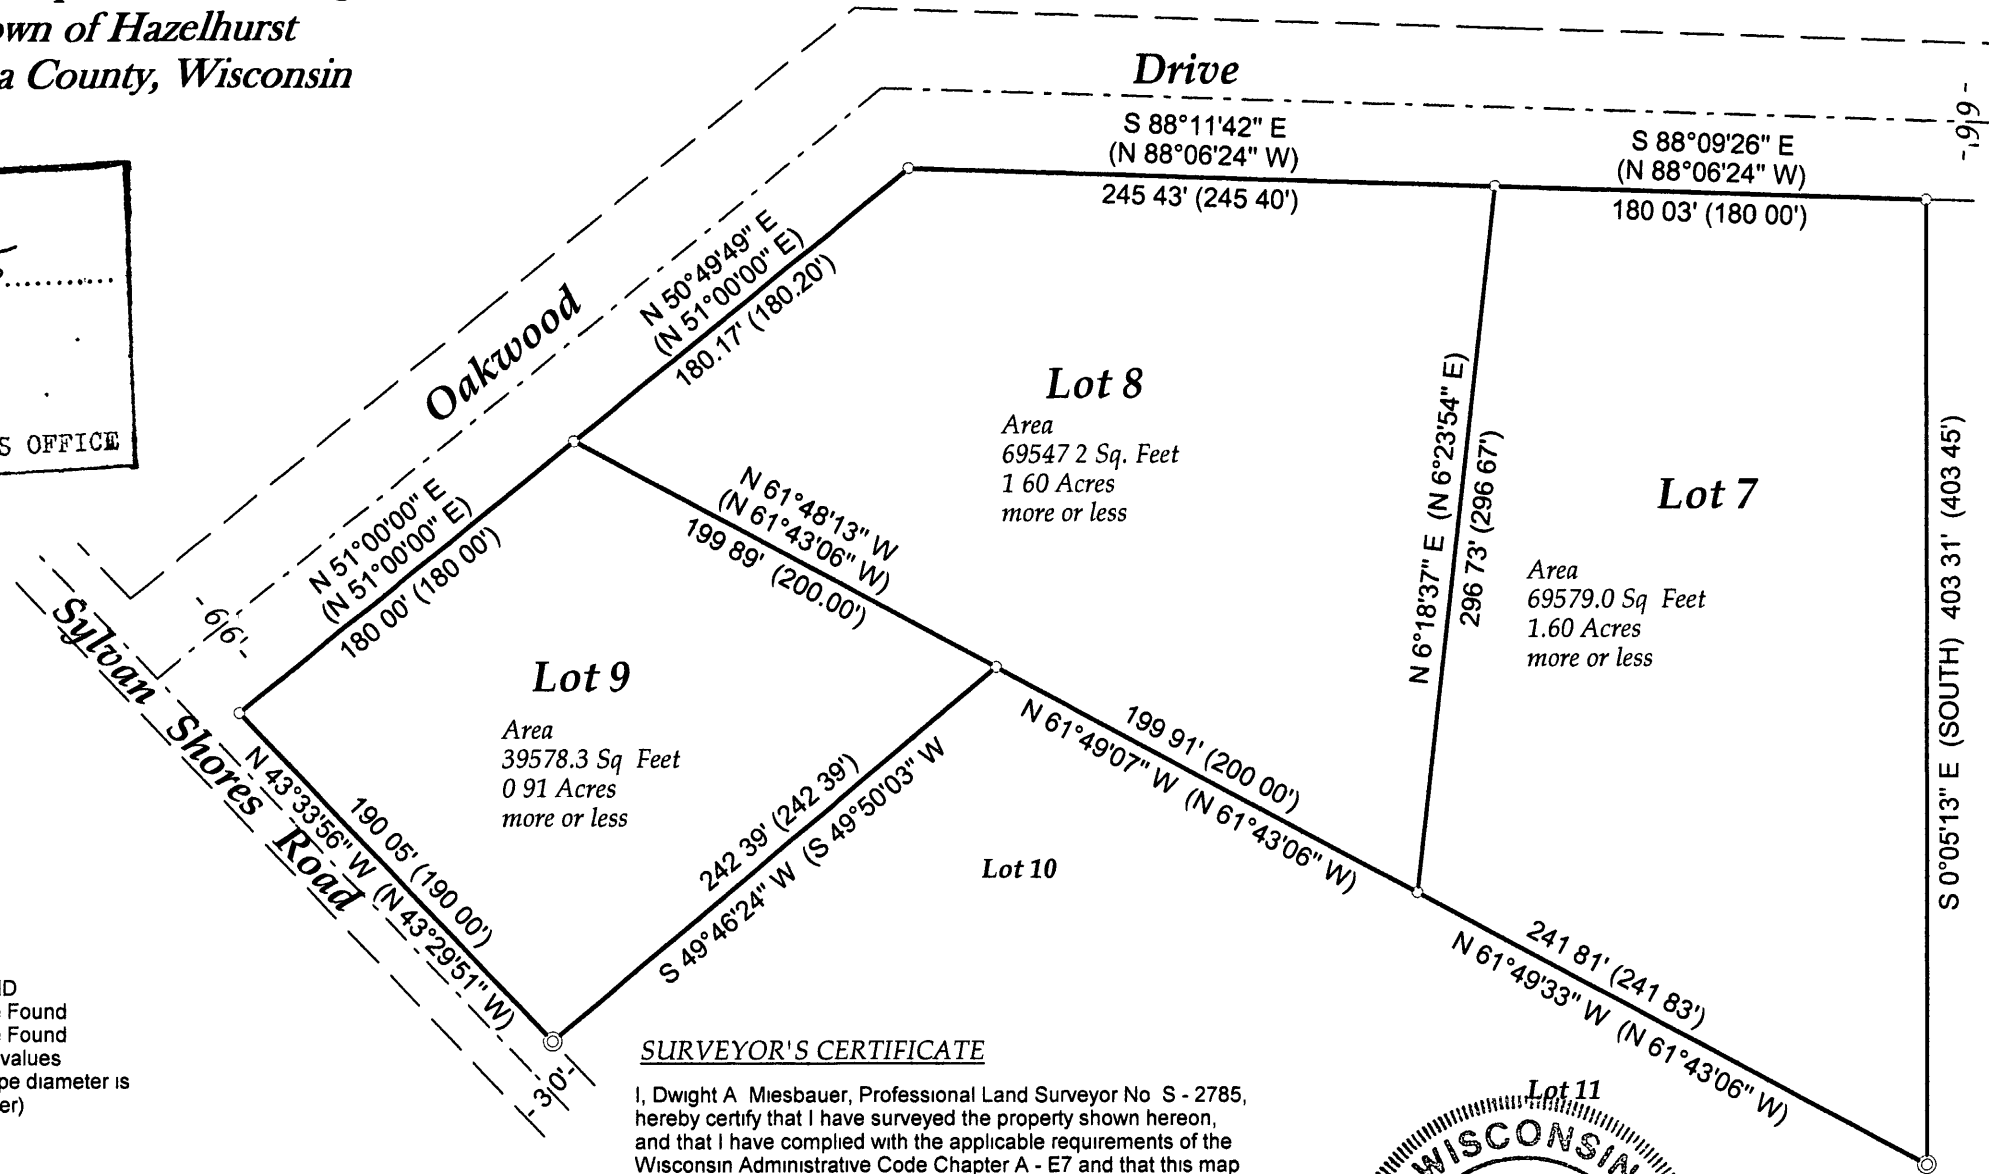 own of Hazelhurst
a County, Wisconsin
S OFFICE
Drive
Oakwood
- 66' -
S 88°11'42" E
(N 88°06'24" W)
245 43' (245 40')
S 88°09'26" E
(N 88°06'24" W)
180 03' (180 00')
N 50°49'49" E
(N 51°00'00" E)
180.17' (180.20')
Lot 8
Area
69547 2 Sq. Feet
1 60 Acres
more or less
N 6°18'37" E (N 6°23'54" E)
296 73' (296 67')
Lot 7
Area
69579.0 Sq Feet
1.60 Acres
more or less
S 0°05'13" E (SOUTH) 403 31' (403 45')
N 51°00'00" E
(N 51°00'00" E)
180 00' (180 00')
N 61°48'13" W
(N 61°43'06" W)
199 89' (200.00')
- 66' -
Sylvan Shores Road
Lot 9
Area
39578.3 Sq Feet
0 91 Acres
more or less
N 43°33'56" W (N 43°29'51" W)
190 05' (190 00')
242 39' (242 39')
S 49°46'24" W (S 49°50'03" W
199 91' (200 00')
N 61°49'07" W (N 61°43'06" W)
Lot 10
241 81' (241 83')
N 61°49'33" W (N 61°43'06" W)
Lot 11
- 30' -
D
Found
Found
values
pe diameter is
er)
SURVEYOR'S CERTIFICATE
I, Dwight A Miesbauer, Professional Land Surveyor No S - 2785,
hereby certify that I have surveyed the property shown hereon,
and that I have complied with the applicable requirements of the
Wisconsin Administrative Code Chapter A - E7 and that this map
WISCONSIN